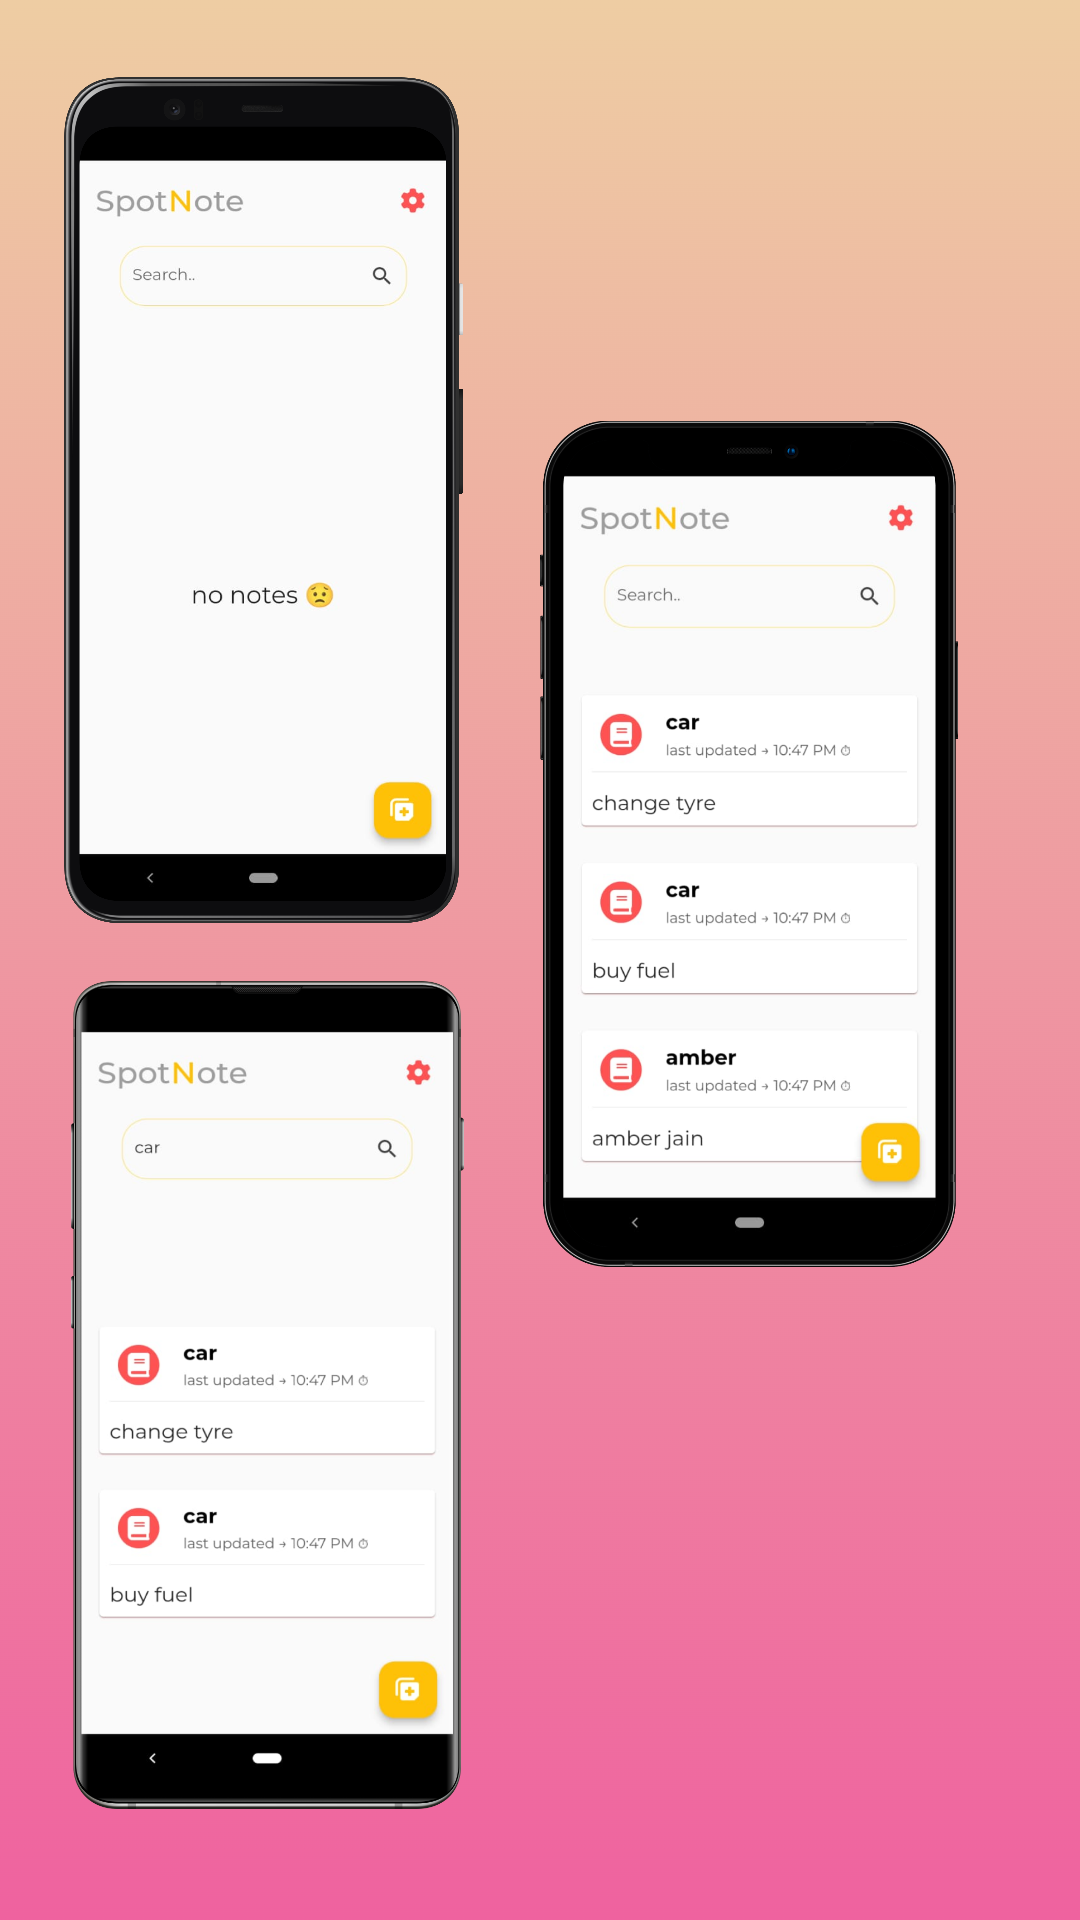 SpotNote
Search..
no notes 😟
SpotNote
Search..
car
last updated → 10:47 PM ⏱
change tyre
car
last updated → 10:47 PM ⏱
buy fuel
amber
last updated → 10:47 PM ⏱
amber jain
SpotNote
car
car
last updated → 10:47 PM ⏱
change tyre
car
last updated → 10:47 PM ⏱
buy fuel